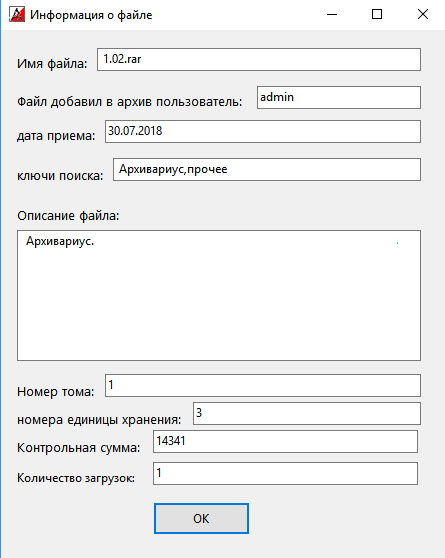 Информация о файле
Имя файла: 1.02.rar
Файл добавил в архив пользователь: admin
дата приема: 30.07.2018
ключи поиска: Архивариус,прочее
Описание файла:
Архивариус.
Номер тома: 1
номера единицы хранения: 3
Контрольная сумма: 14341
Количество загрузок: 1
OK